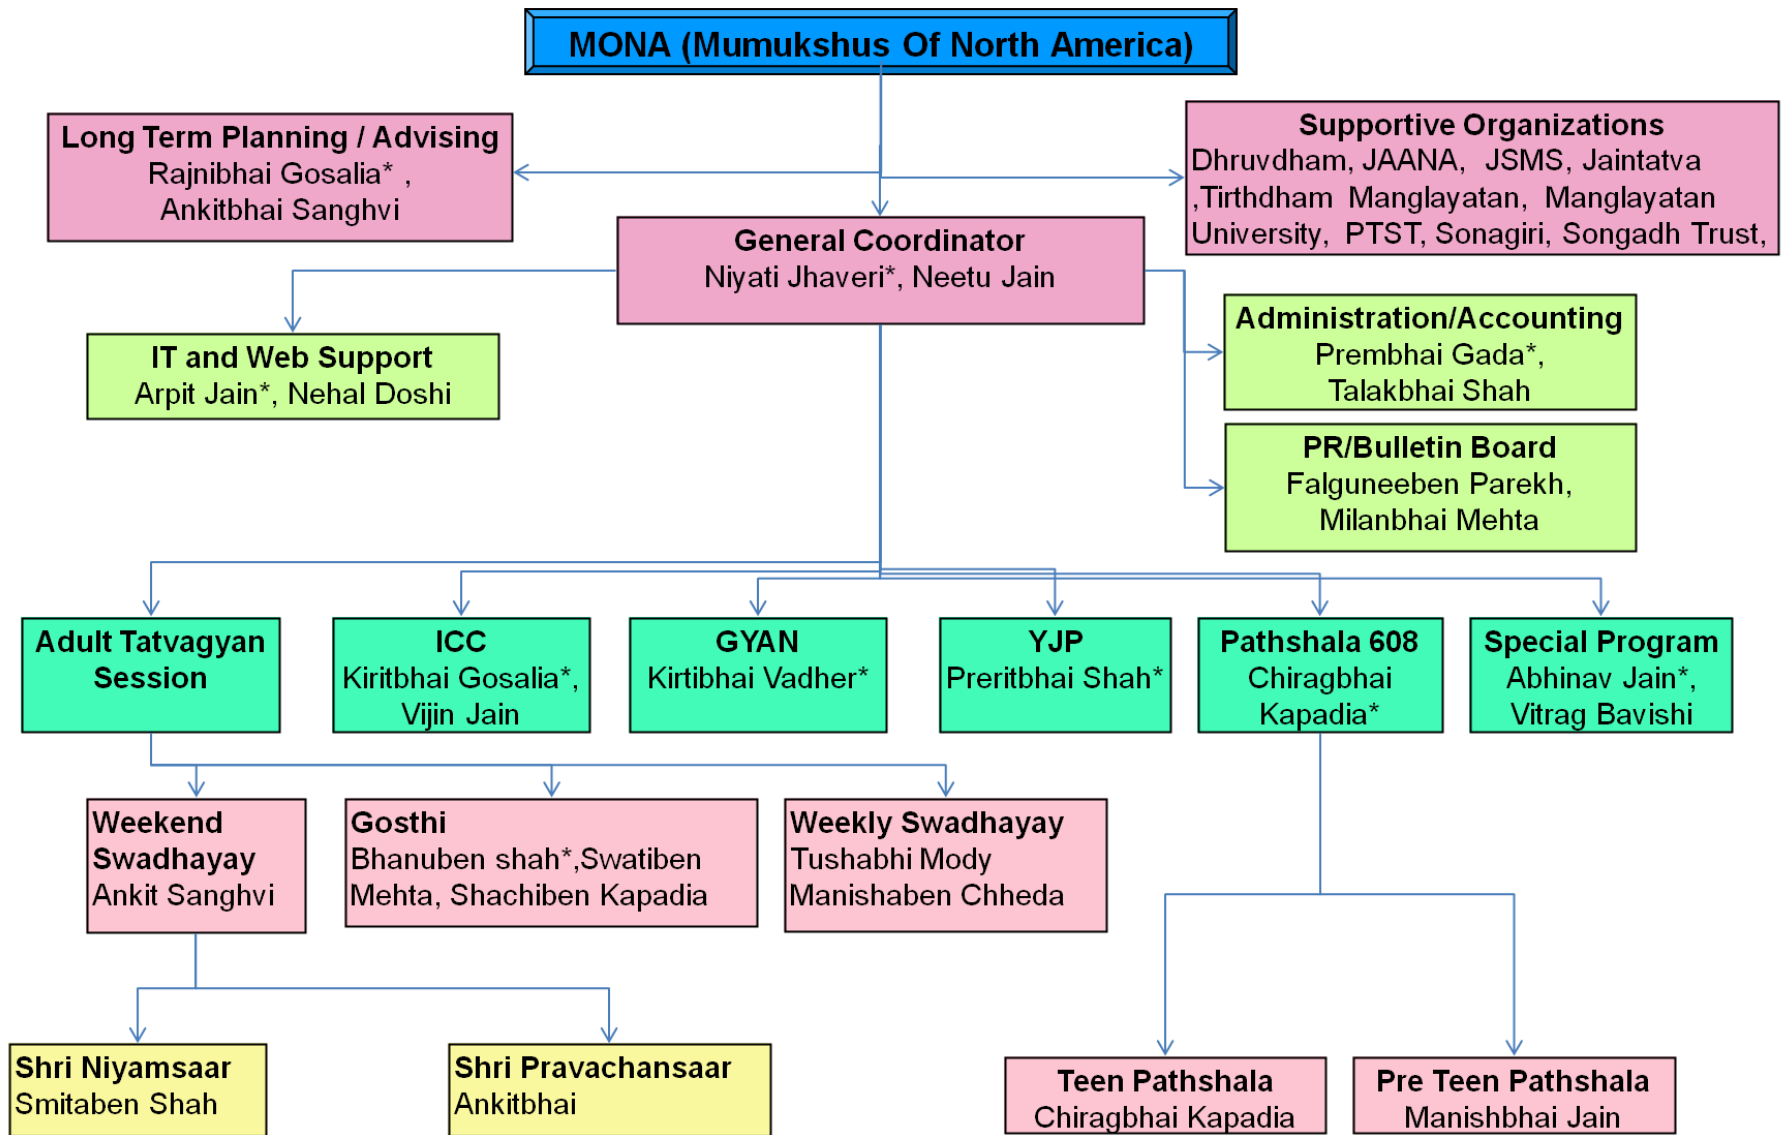 MONA (Mumukshus Of North America)
Long Term Planning / Advising
Rajnibhai Gosalia* ,
Ankitbhai Sanghvi
Supportive Organizations
Dhruvdham, JAANA, JSMS, Jaintatva
,Tirthdham Manglayatan, Manglayatan
University, PTST, Sonagiri, Songadh Trust,
General Coordinator
Niyati Jhaveri*, Neetu Jain
IT and Web Support
Arpit Jain*, Nehal Doshi
Administration/Accounting
Prembhai Gada*,
Talakbhai Shah
PR/Bulletin Board
Falguneeben Parekh,
Milanbhai Mehta
Adult Tatvagyan
Session
ICC
Kiritbhai Gosalia*,
Vijin Jain
GYAN
Kirtibhai Vadher*
YJP
Preritbhai Shah*
Pathshala 608
Chiragbhai
Kapadia*
Special Program
Abhinav Jain*,
Vitrag Bavishi
Weekend
Swadhayay
Ankit Sanghvi
Gosthi
Bhanuben shah*,Swatiben
Mehta, Shachiben Kapadia
Weekly Swadhayay
Tushabhi Mody
Manishaben Chheda
Shri Niyamsaar
Smitaben Shah
Shri Pravachansaar
Ankitbhai
Teen Pathshala
Chiragbhai Kapadia
Pre Teen Pathshala
Manishbhai Jain